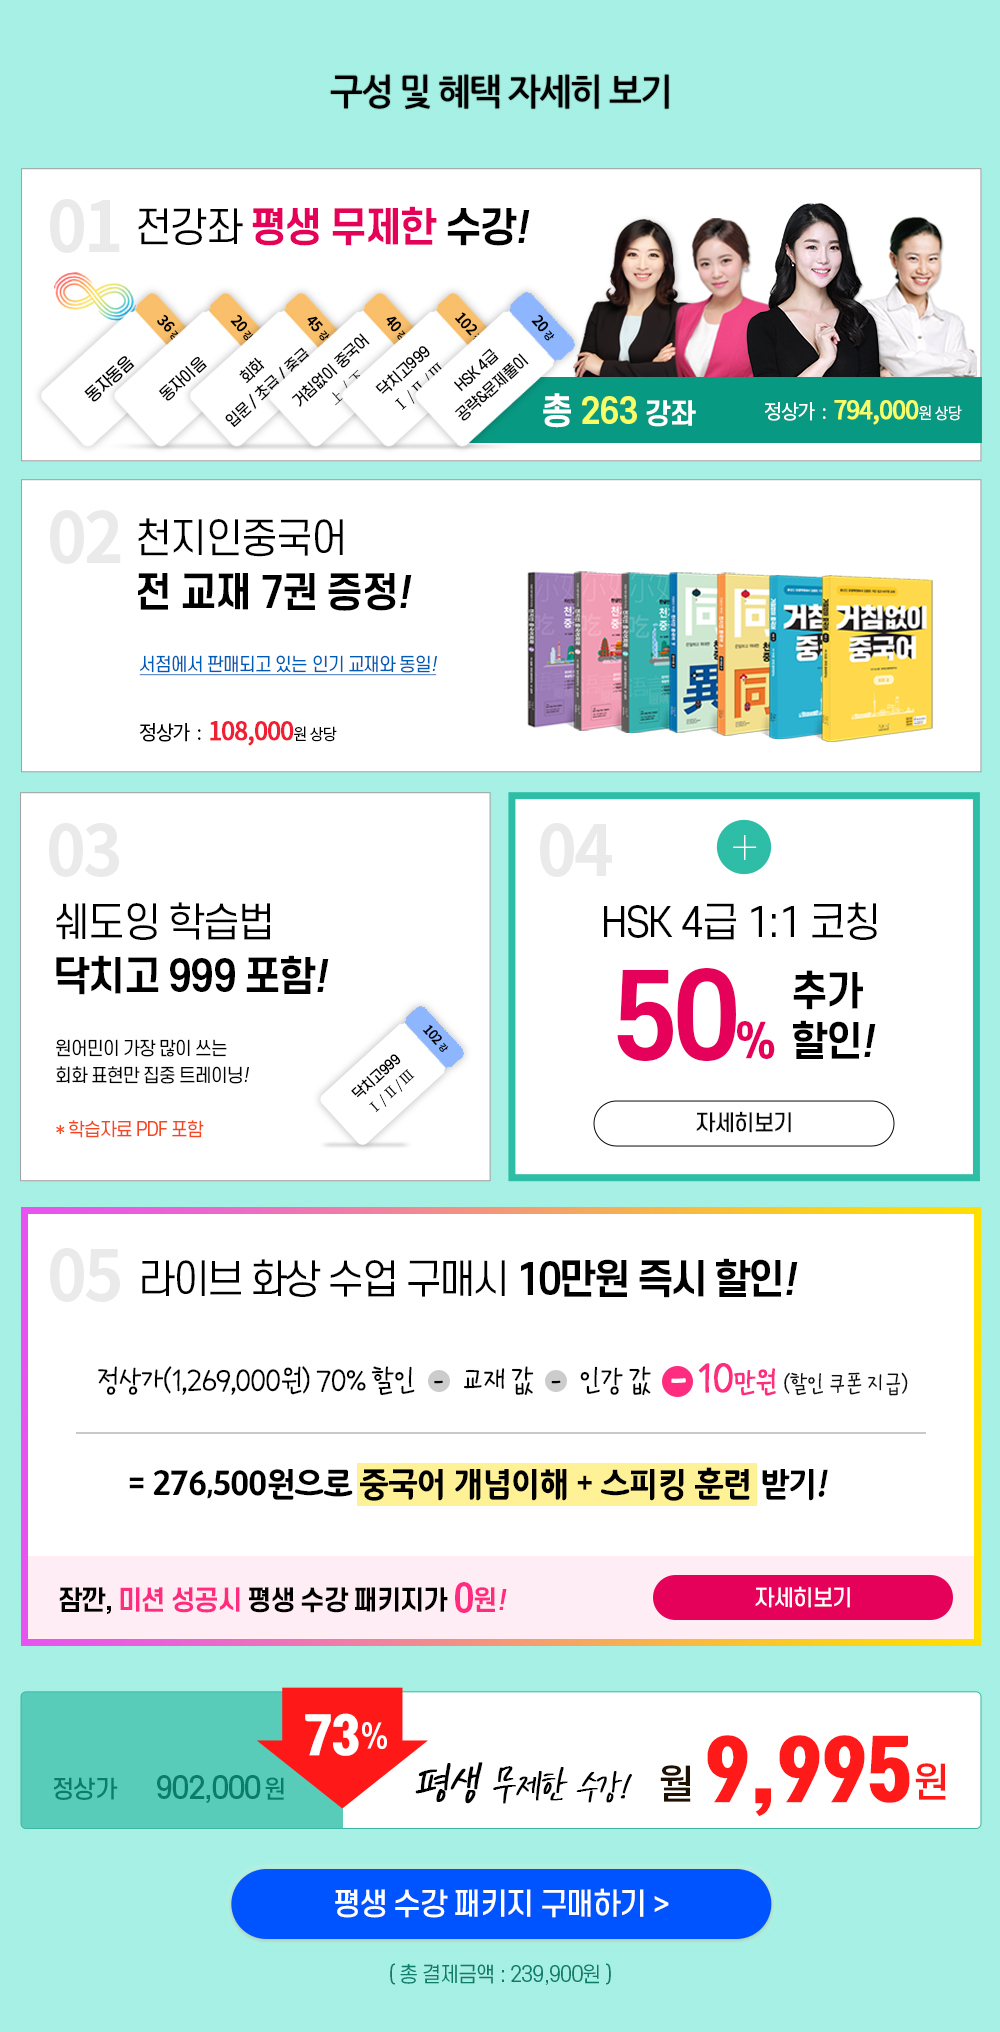 구성 및 혜택 자세히 보기
01 전강좌 평생 무제한 수강!
36강
동자동음
20강
동자이음
45강
회화
입문 / 초급 / 중급
40
거침없이 중국어
102
닥치고999
Ⅰ / Ⅱ / Ⅲ
20강
HSK 4급
공략&문제풀이
총 263 강좌
정상가 : 794,000원 상당
02 천지인중국어
전 교재 7권 증정!
서점에서 판매되고 있는 인기 교재와 동일!
정상가 : 108,000원 상당
異
同
거침없이
중국어
03
쉐도잉 학습법
닥치고 999 포함!
원어민이 가장 많이 쓰는
회화 표현만 집중 트레이닝!
* 학습자료 PDF 포함
102강
닥치고999
Ⅰ / Ⅱ / Ⅲ
04
+
HSK 4급 1:1 코칭
50% 추가
할인!
자세히보기
05 라이브 화상 수업 구매시 10만원 즉시 할인!
정상가(1,269,000원) 70% 할인 - 교재 값 - 인강 값 - 10만원 (할인 쿠폰 지급)
= 276,500원으로 중국어 개념이해 + 스피킹 훈련 받기!
잠깐, 미션 성공시 평생 수강 패키지가 0원!
자세히보기
73%
정상가 902,000원
평생 무제한 수강! 월 9,995원
평생 수강 패키지 구매하기 >
( 총 결제금액 : 239,900원 )